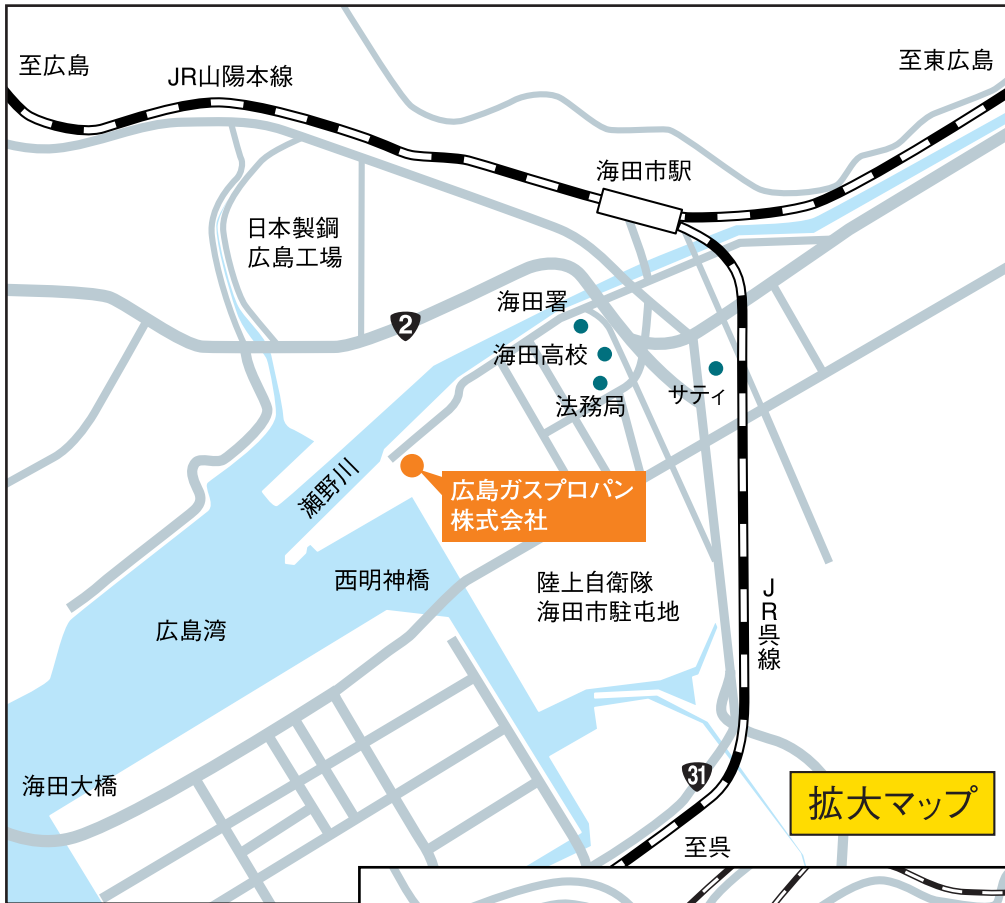 至広島
JR山陽本線
至東広島
海田市駅
日本製鋼
広島工場
海田署
2
海田高校
サティ
法務局
瀬野川
広島ガスプロパン
株式会社
西明神橋
陸上自衛隊
海田市駐屯地
JR呉線
広島湾
31
海田大橋
拡大マップ
至呉